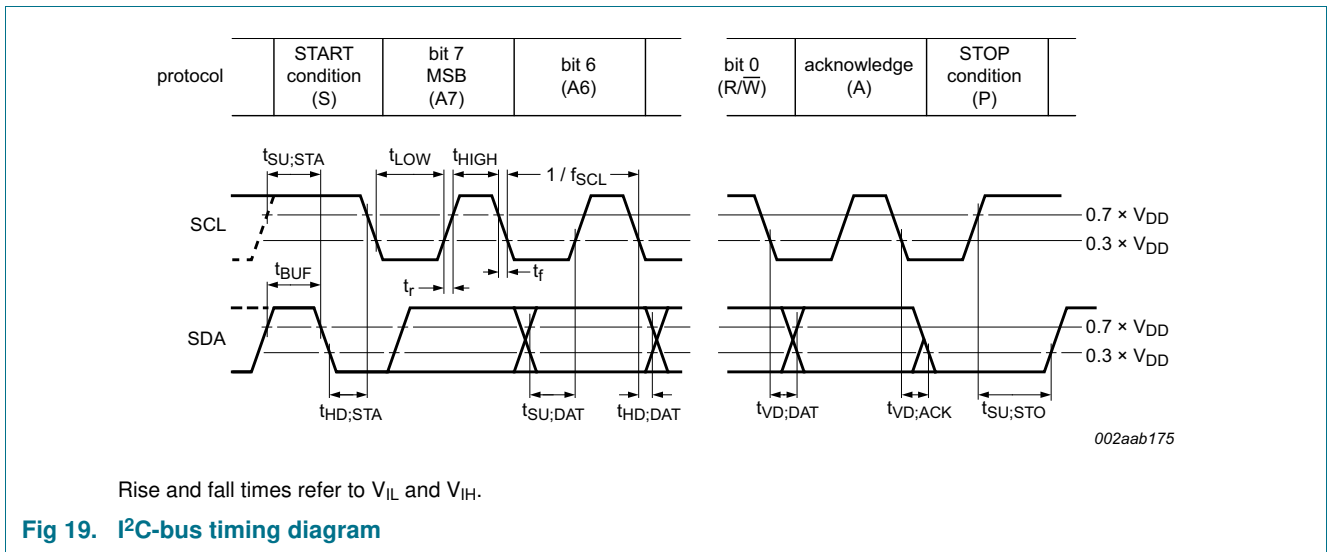 protocol
START
condition
(S)
bit 7
MSB
(A7)
bit 6
(A6)
bit 0
(R/W̅)
acknowledge
(A)
STOP
condition
(P)
tSU;STA
tLOW
tHIGH
1 / fSCL
SCL
0.7 × VDD
0.3 × VDD
tBUF
tr
tf
SDA
0.7 × VDD
0.3 × VDD
tHD;STA
tSU;DAT
tHD;DAT
tVD;DAT
tVD;ACK
tSU;STO
002aab175
Rise and fall times refer to VIL and VIH.
Fig 19. I²C-bus timing diagram